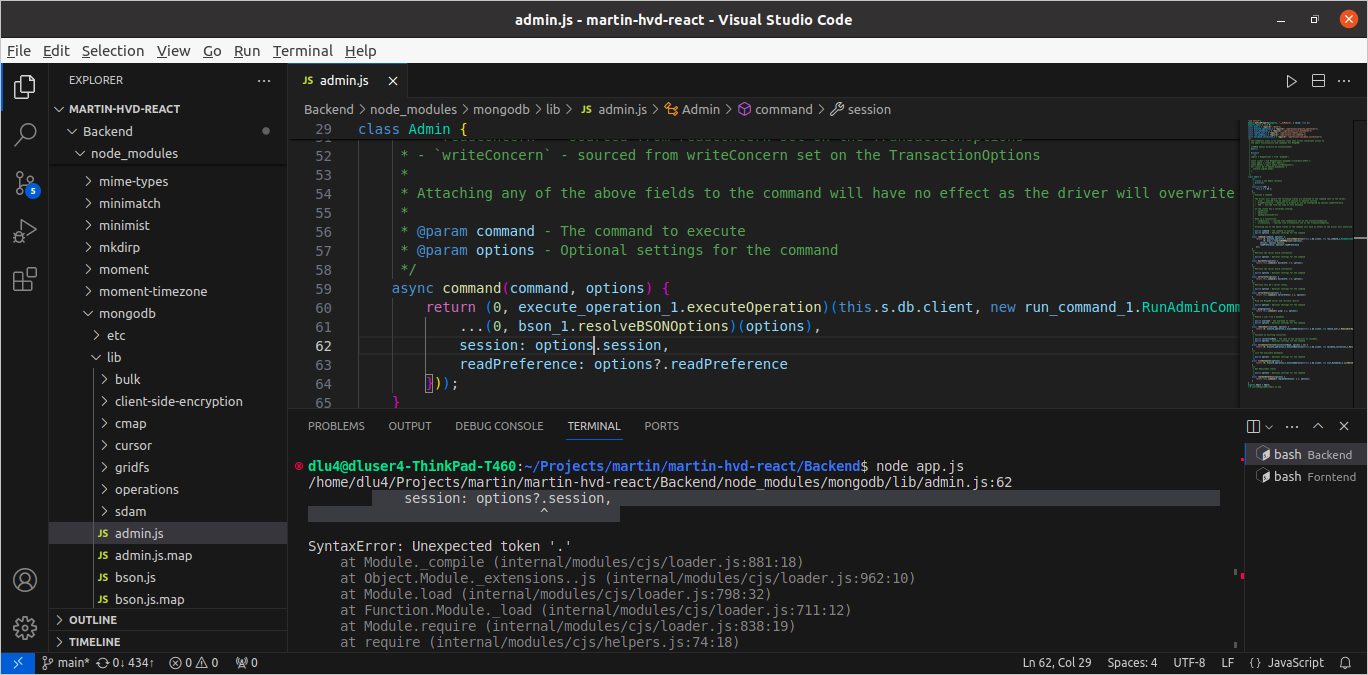 admin.js - martin-hvd-react - Visual Studio Code
File Edit Selection View Go Run Terminal Help
EXPLORER
MARTIN-HVD-REACT
Backend
node_modules
mime-types
minimatch
minimist
mkdirp
moment
moment-timezone
mongodb
etc
lib
bulk
client-side-encryption
cmap
cursor
gridfs
operations
sdam
JS admin.js
JS admin.js.map
JS bson.js
JS bson.js.map
OUTLINE
TIMELINE
5
JS admin.js
Backend > node_modules > mongodb > lib > JS admin.js > Admin > command > session
29 class Admin {
52 * - `writeConcern` - sourced from writeConcern set on the TransactionOptions
53 *
54 * Attaching any of the above fields to the command will have no effect as the driver will overwrite
55 *
56 * @param command - The command to execute
57 * @param options - Optional settings for the command
58 */
59 async command(command, options) {
60 return (0, execute_operation_1.executeOperation)(this.s.db.client, new run_command_1.RunAdminComm
61 ...(0, bson_1.resolveBSONOptions)(options),
62 session: options.session,
63 readPreference: options?.readPreference
64 }));
65 }
PROBLEMS OUTPUT DEBUG CONSOLE TERMINAL PORTS
dlu4@dluser4-ThinkPad-T460:~/Projects/martin/martin-hvd-react/Backend$ node app.js
/home/dlu4/Projects/martin/martin-hvd-react/Backend/node_modules/mongodb/lib/admin.js:62
session: options?.session,
^
SyntaxError: Unexpected token '.'
at Module._compile (internal/modules/cjs/loader.js:881:18)
at Object.Module._extensions..js (internal/modules/cjs/loader.js:962:10)
at Module.load (internal/modules/cjs/loader.js:798:32)
at Function.Module._load (internal/modules/cjs/loader.js:711:12)
at Module.require (internal/modules/cjs/loader.js:838:19)
at require (internal/modules/cjs/helpers.js:74:18)
bash Backend
bash Forntend
main* 0↓ 434↑ 0 0 0
Ln 62, Col 29 Spaces: 4 UTF-8 LF {} JavaScript